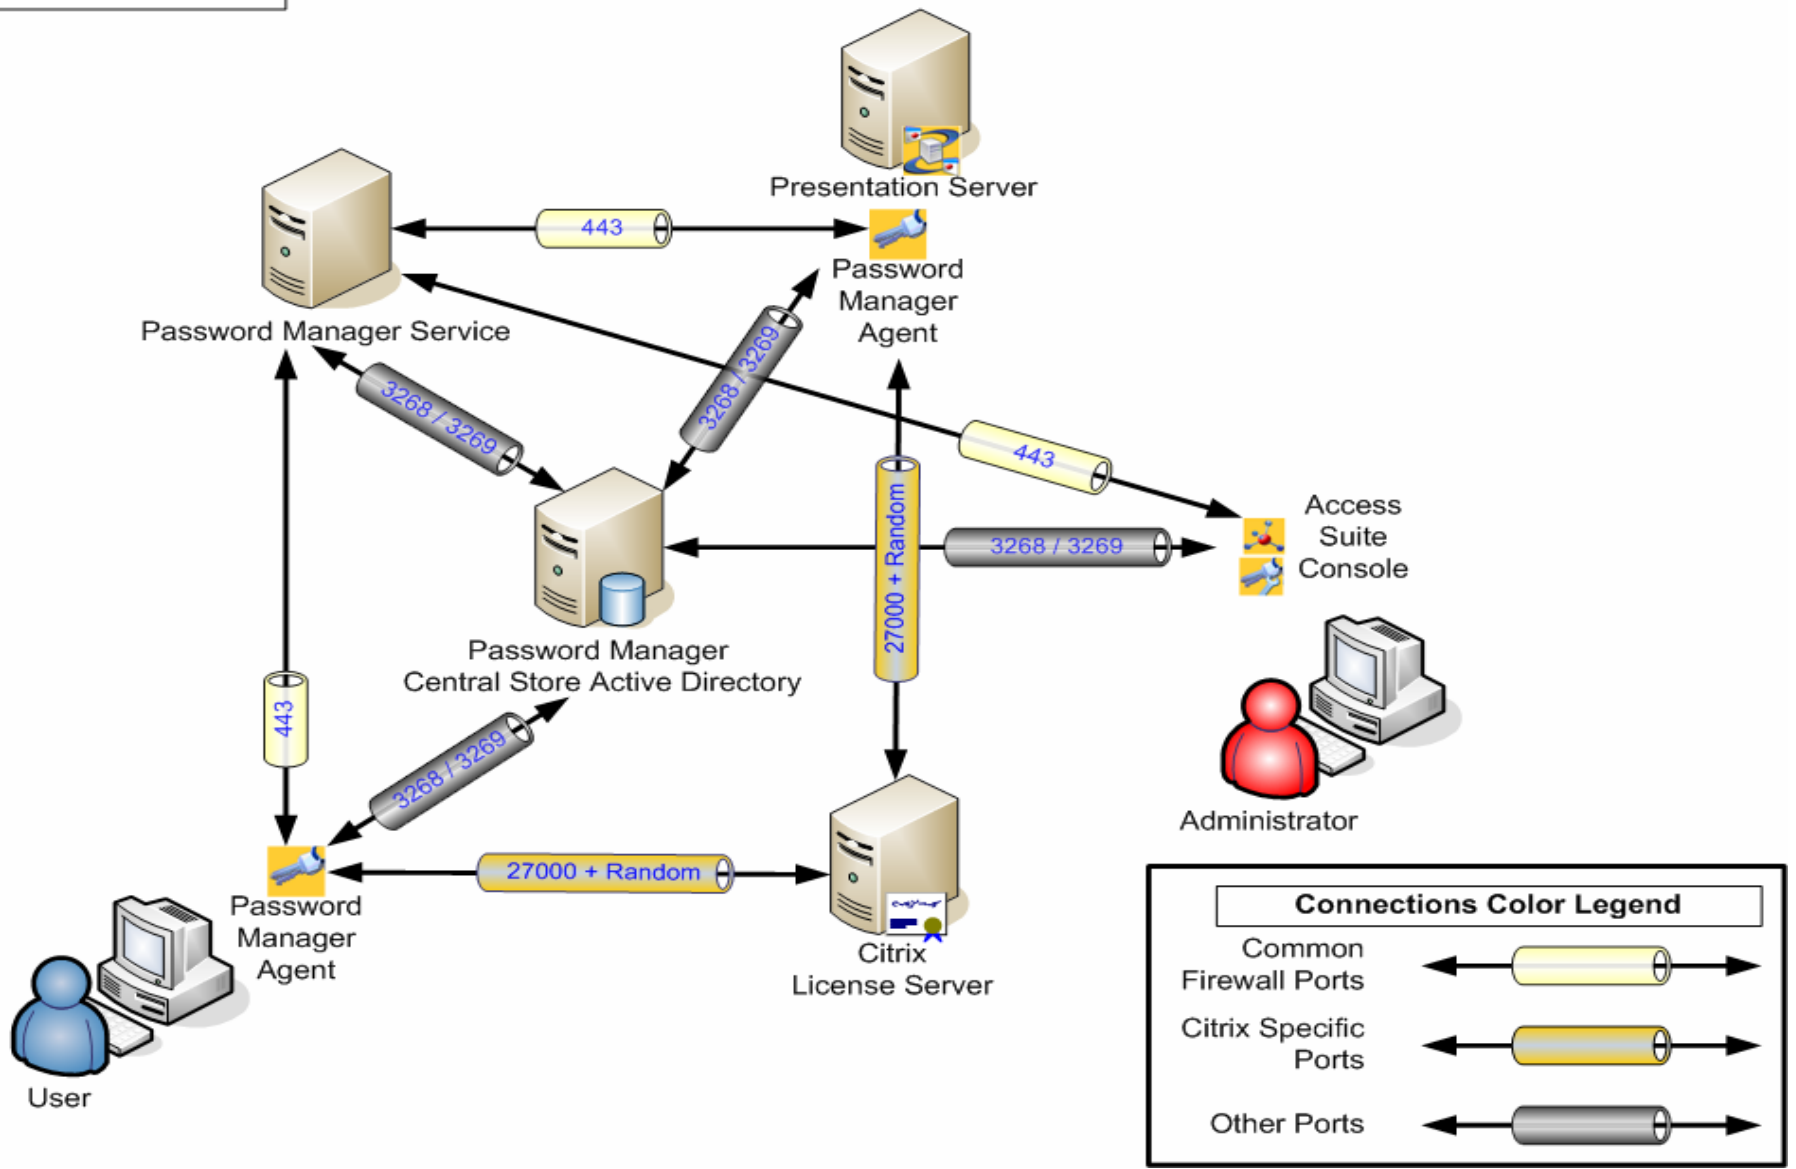 Presentation Server
443
Password
Manager
Agent
Password Manager Service
3268 / 3269
3268 / 3269
443
27000 + Random
3268 / 3269
Access
Suite
Console
Password Manager
Central Store Active Directory
443
3268 / 3269
Administrator
27000 + Random
Password
Manager
Agent
User
Citrix
License Server
Connections Color Legend
Common
Firewall Ports
Citrix Specific
Ports
Other Ports